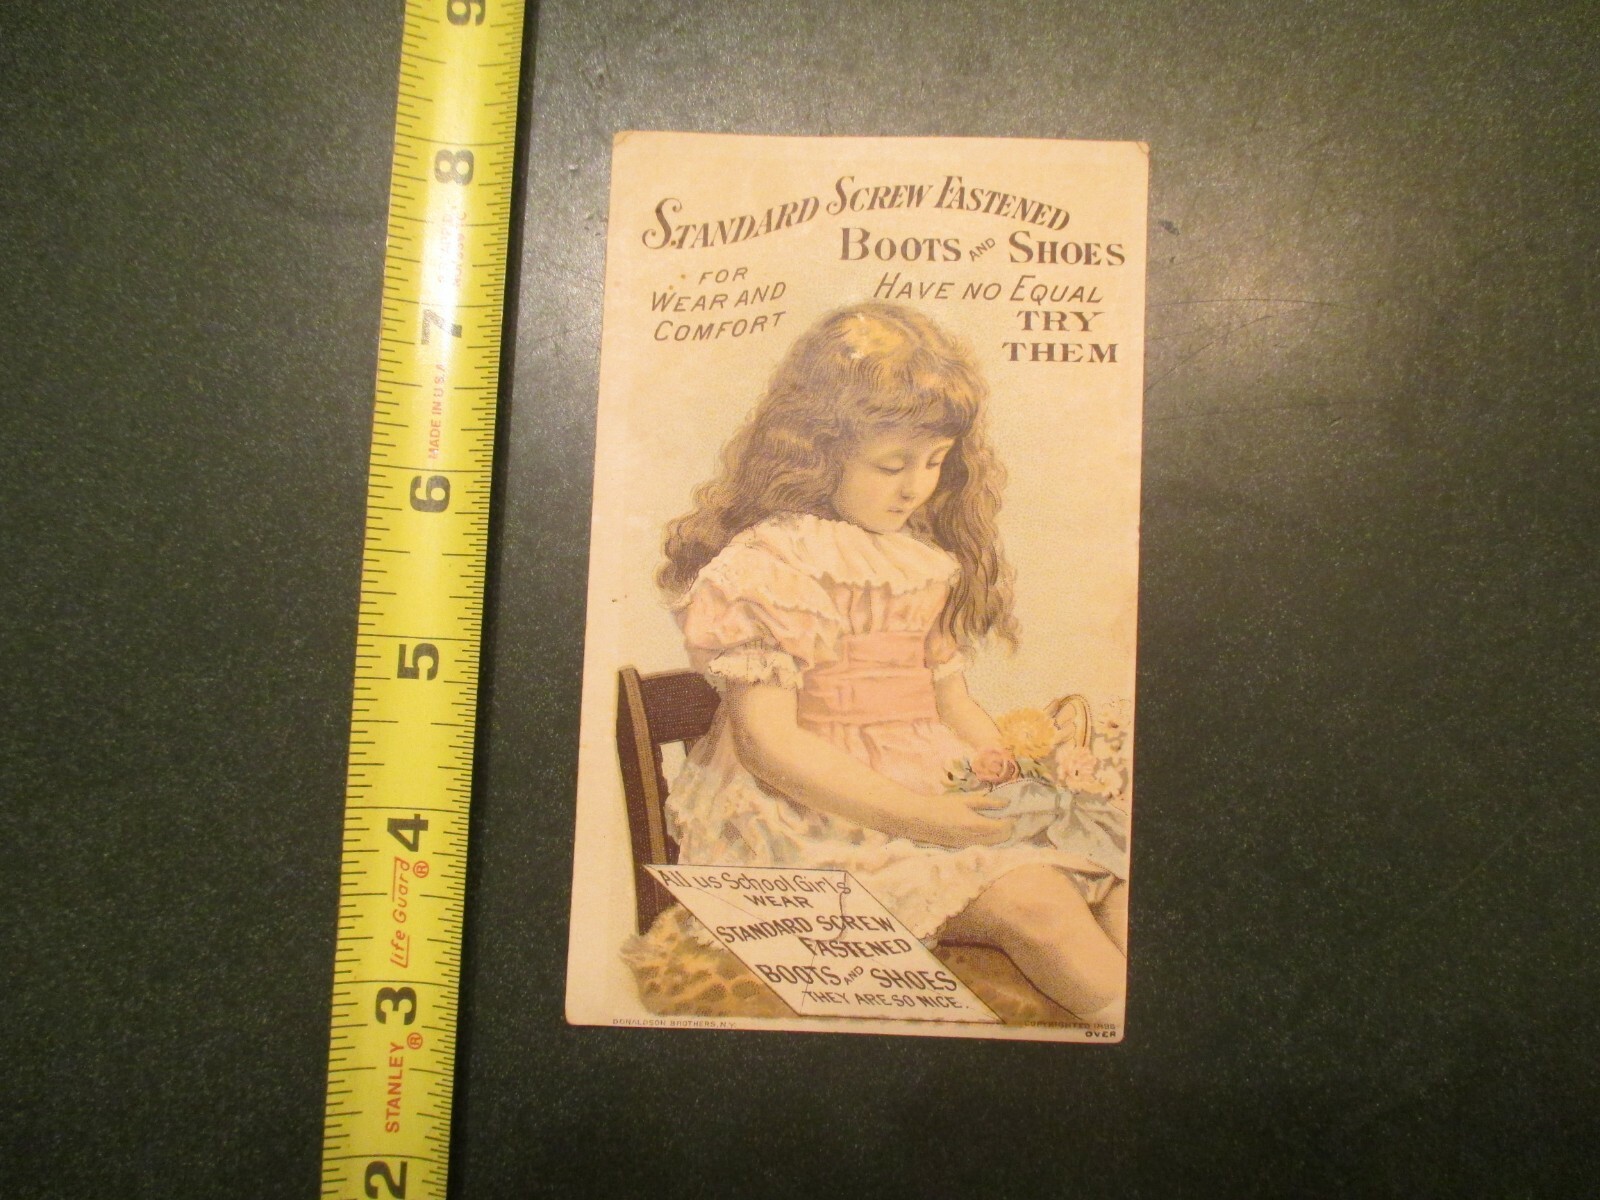 STANDARD SCREW FASTENED
BOOTS AND SHOES
FOR
WEAR AND
COMFORT
HAVE NO EQUAL
TRY
THEM
All us School Girls
WEAR
STANDARD SCREW
FASTENED
BOOTS AND SHOES
THEY ARE SO NICE.
DONALDSON BROTHERS, N.Y.
COPYRIGHTED
OVER
9
8
7
MADE IN U.S.A.
6
5
4
Life Guard®
3
STANLEY®
2